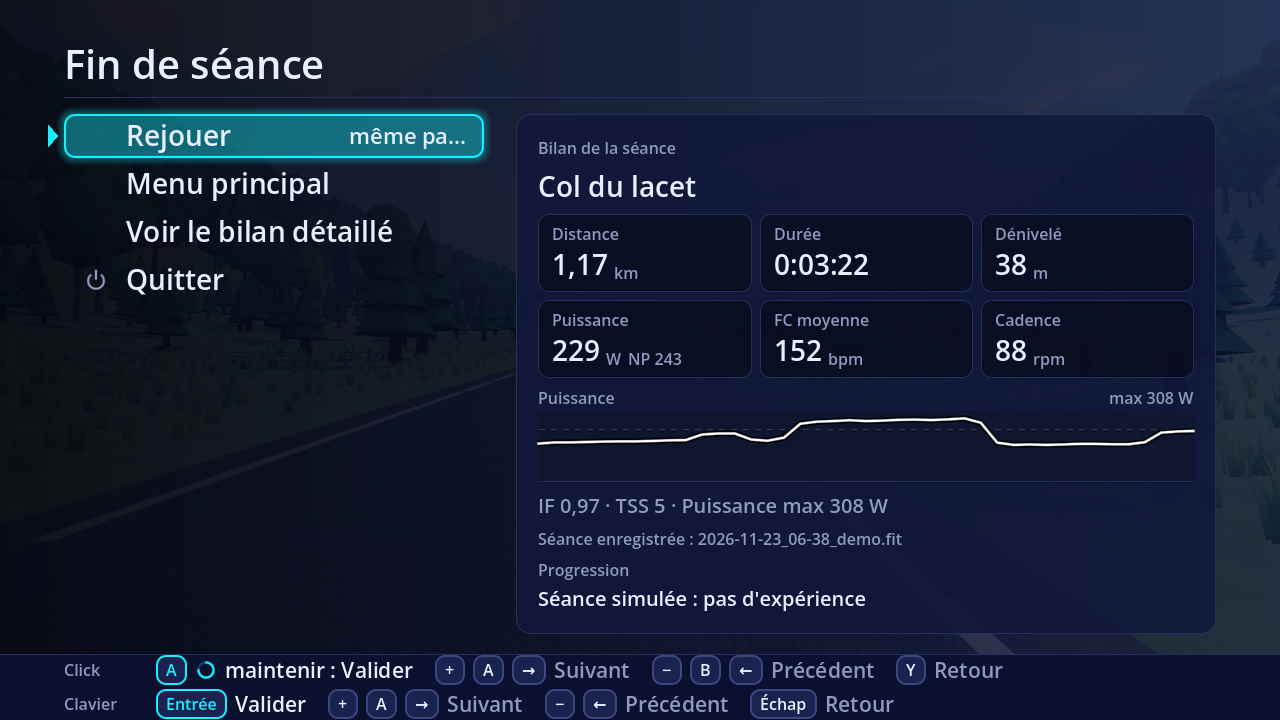 Fin de séance
Rejouer même pa...
Menu principal
Voir le bilan détaillé
Quitter
Bilan de la séance
Col du lacet
Distance
1,17 km
Durée
0:03:22
Dénivelé
38 m
Puissance
229 W NP 243
FC moyenne
152 bpm
Cadence
88 rpm
Puissance max 308 W
IF 0,97 · TSS 5 · Puissance max 308 W
Séance enregistrée : 2026-11-23_06-38_demo.fit
Progression
Séance simulée : pas d'expérience
Click A maintenir : Valider + A → Suivant − B ← Précédent Y Retour
Clavier Entrée Valider + A → Suivant − ← Précédent Échap Retour